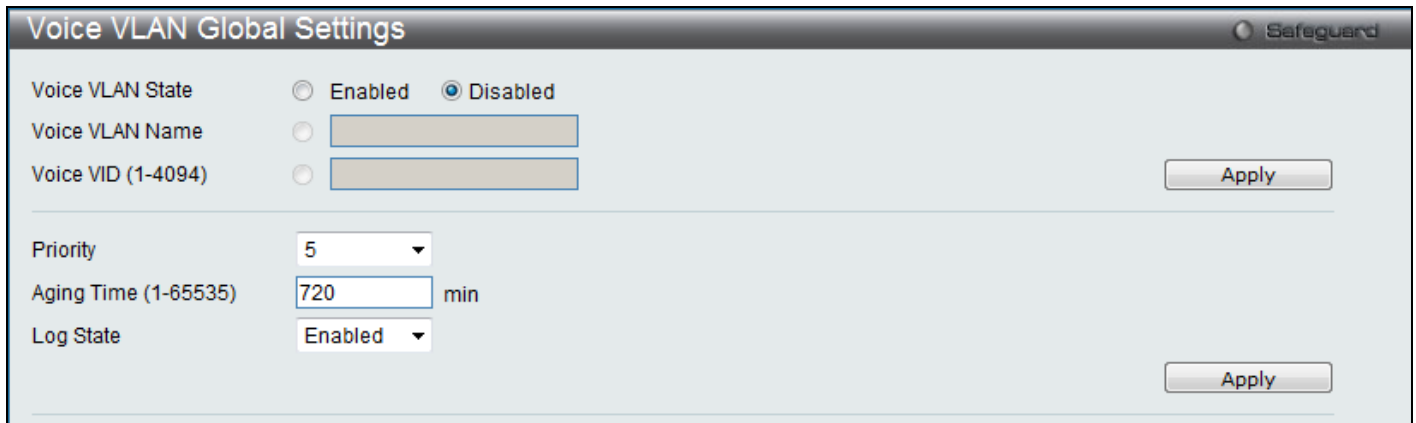 Voice VLAN Global Settings Safeguard
Voice VLAN State Enabled Disabled
Voice VLAN Name
Voice VID (1-4094) Apply
Priority 5
Aging Time (1-65535) 720 min
Log State Enabled
Apply